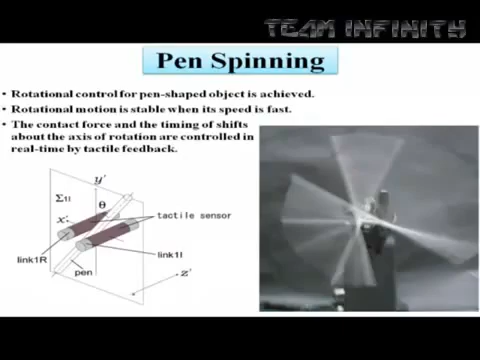 TEAM INFINITY
Pen Spinning
• Rotational control for pen-shaped object is achieved.
• Rotational motion is stable when its speed is fast.
• The contact force and the timing of shifts
about the axis of rotation are controlled in
real-time by tactile feedback.
y'
Σ1I
θ
x'
tactile sensor
link1R
link1I
pen
z'